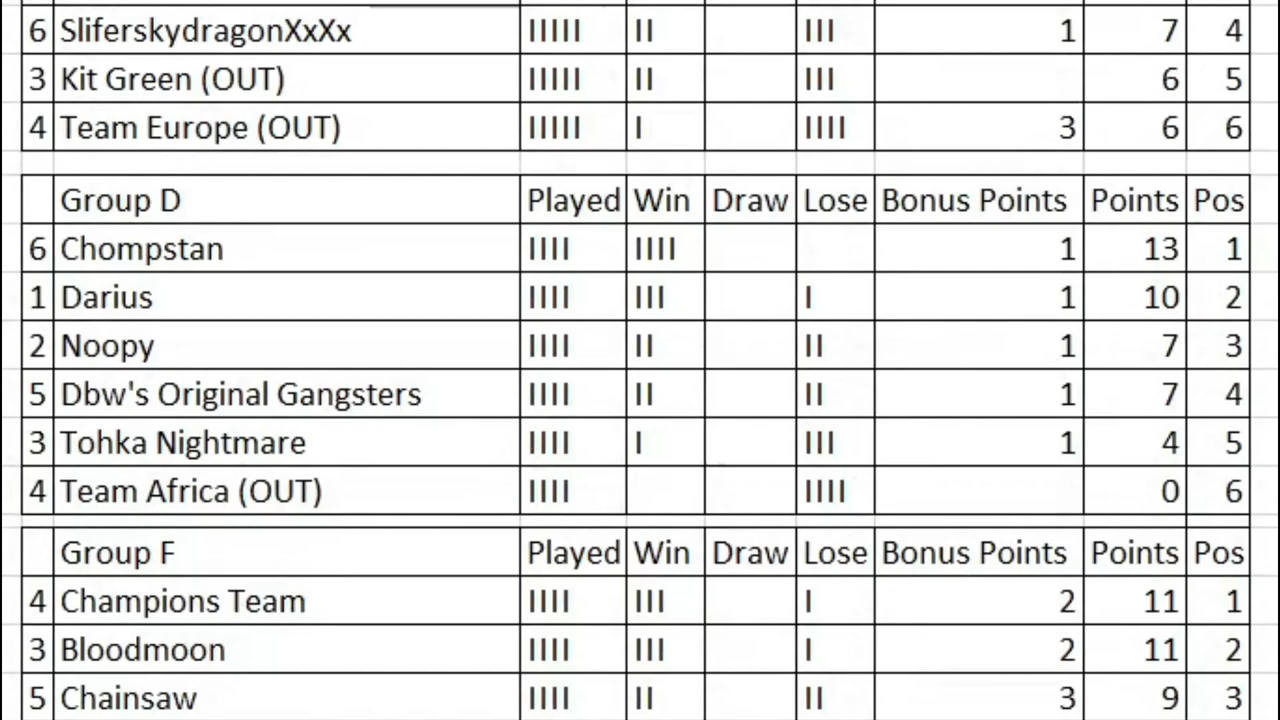 6 SliferskydragonXxXx IIIII II III 1 7 4
3 Kit Green (OUT) IIIII II III 6 5
4 Team Europe (OUT) IIIII I IIII 3 6 6
Group D Played Win Draw Lose Bonus Points Points Pos
6 Chompstan IIII IIII 1 13 1
1 Darius IIII III I 1 10 2
2 Noopy IIII II II 1 7 3
5 Dbw's Original Gangsters IIII II II 1 7 4
3 Tohka Nightmare IIII I III 1 4 5
4 Team Africa (OUT) IIII IIII 0 6
Group F Played Win Draw Lose Bonus Points Points Pos
4 Champions Team IIII III I 2 11 1
3 Bloodmoon IIII III I 2 11 2
5 Chainsaw IIII II II 3 9 3